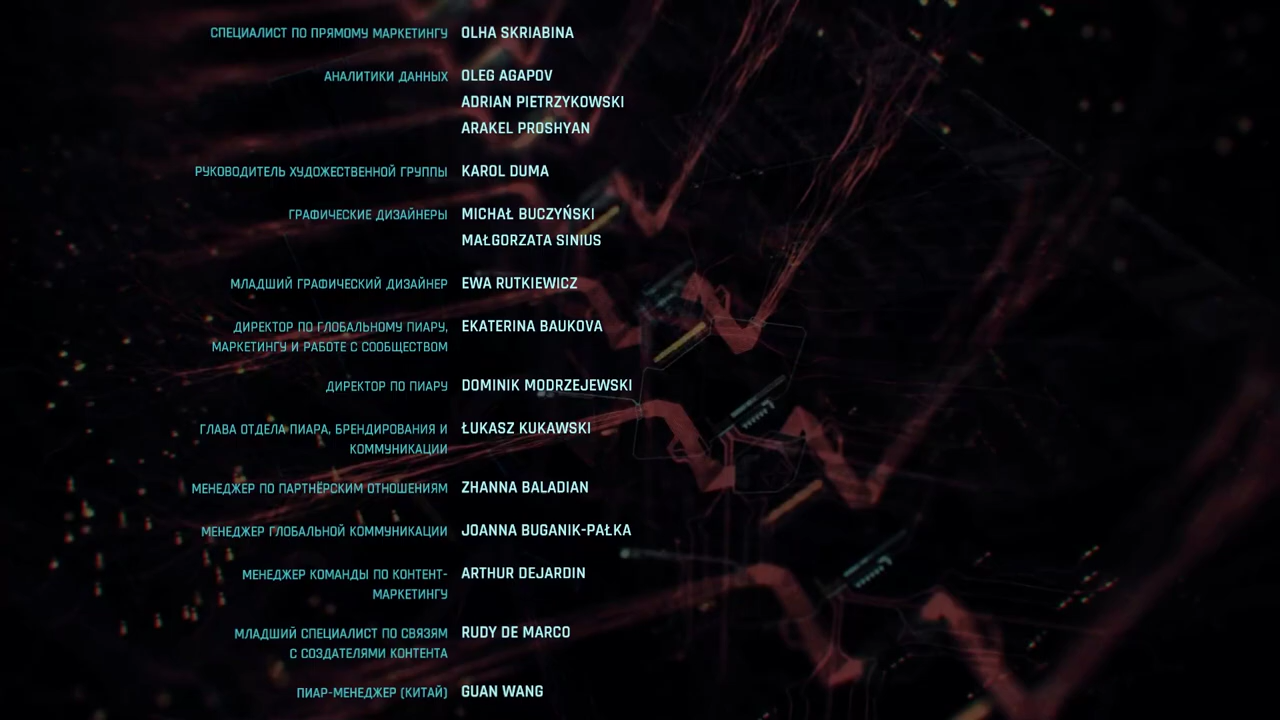 СПЕЦИАЛИСТ ПО ПРЯМОМУ МАРКЕТИНГУ OLHA SKRIABINA
АНАЛИТИКИ ДАННЫХ OLEG AGAPOV
ADRIAN PIETRZYKOWSKI
ARAKEL PROSHYAN
РУКОВОДИТЕЛЬ ХУДОЖЕСТВЕННОЙ ГРУППЫ KAROL DUMA
ГРАФИЧЕСКИЕ ДИЗАЙНЕРЫ MICHAŁ BUCZYŃSKI
MAŁGORZATA SINIUS
МЛАДШИЙ ГРАФИЧЕСКИЙ ДИЗАЙНЕР EWA RUTKIEWICZ
ДИРЕКТОР ПО ГЛОБАЛЬНОМУ ПИАРУ, EKATERINA BAUKOVA
МАРКЕТИНГУ И РАБОТЕ С СООБЩЕСТВОМ
ДИРЕКТОР ПО ПИАРУ DOMINIK MODRZEJEWSKI
ГЛАВА ОТДЕЛА ПИАРА, БРЕНДИРОВАНИЯ И ŁUKASZ KUKAWSKI
КОММУНИКАЦИИ
МЕНЕДЖЕР ПО ПАРТНЁРСКИМ ОТНОШЕНИЯМ ZHANNA BALADIAN
МЕНЕДЖЕР ГЛОБАЛЬНОЙ КОММУНИКАЦИИ JOANNA BUGANIK-PAŁKA
МЕНЕДЖЕР КОМАНДЫ ПО КОНТЕНТ- ARTHUR DEJARDIN
МАРКЕТИНГУ
МЛАДШИЙ СПЕЦИАЛИСТ ПО СВЯЗЯМ RUDY DE MARCO
С СОЗДАТЕЛЯМИ КОНТЕНТА
ПИАР-МЕНЕДЖЕР (КИТАЙ) GUAN WANG